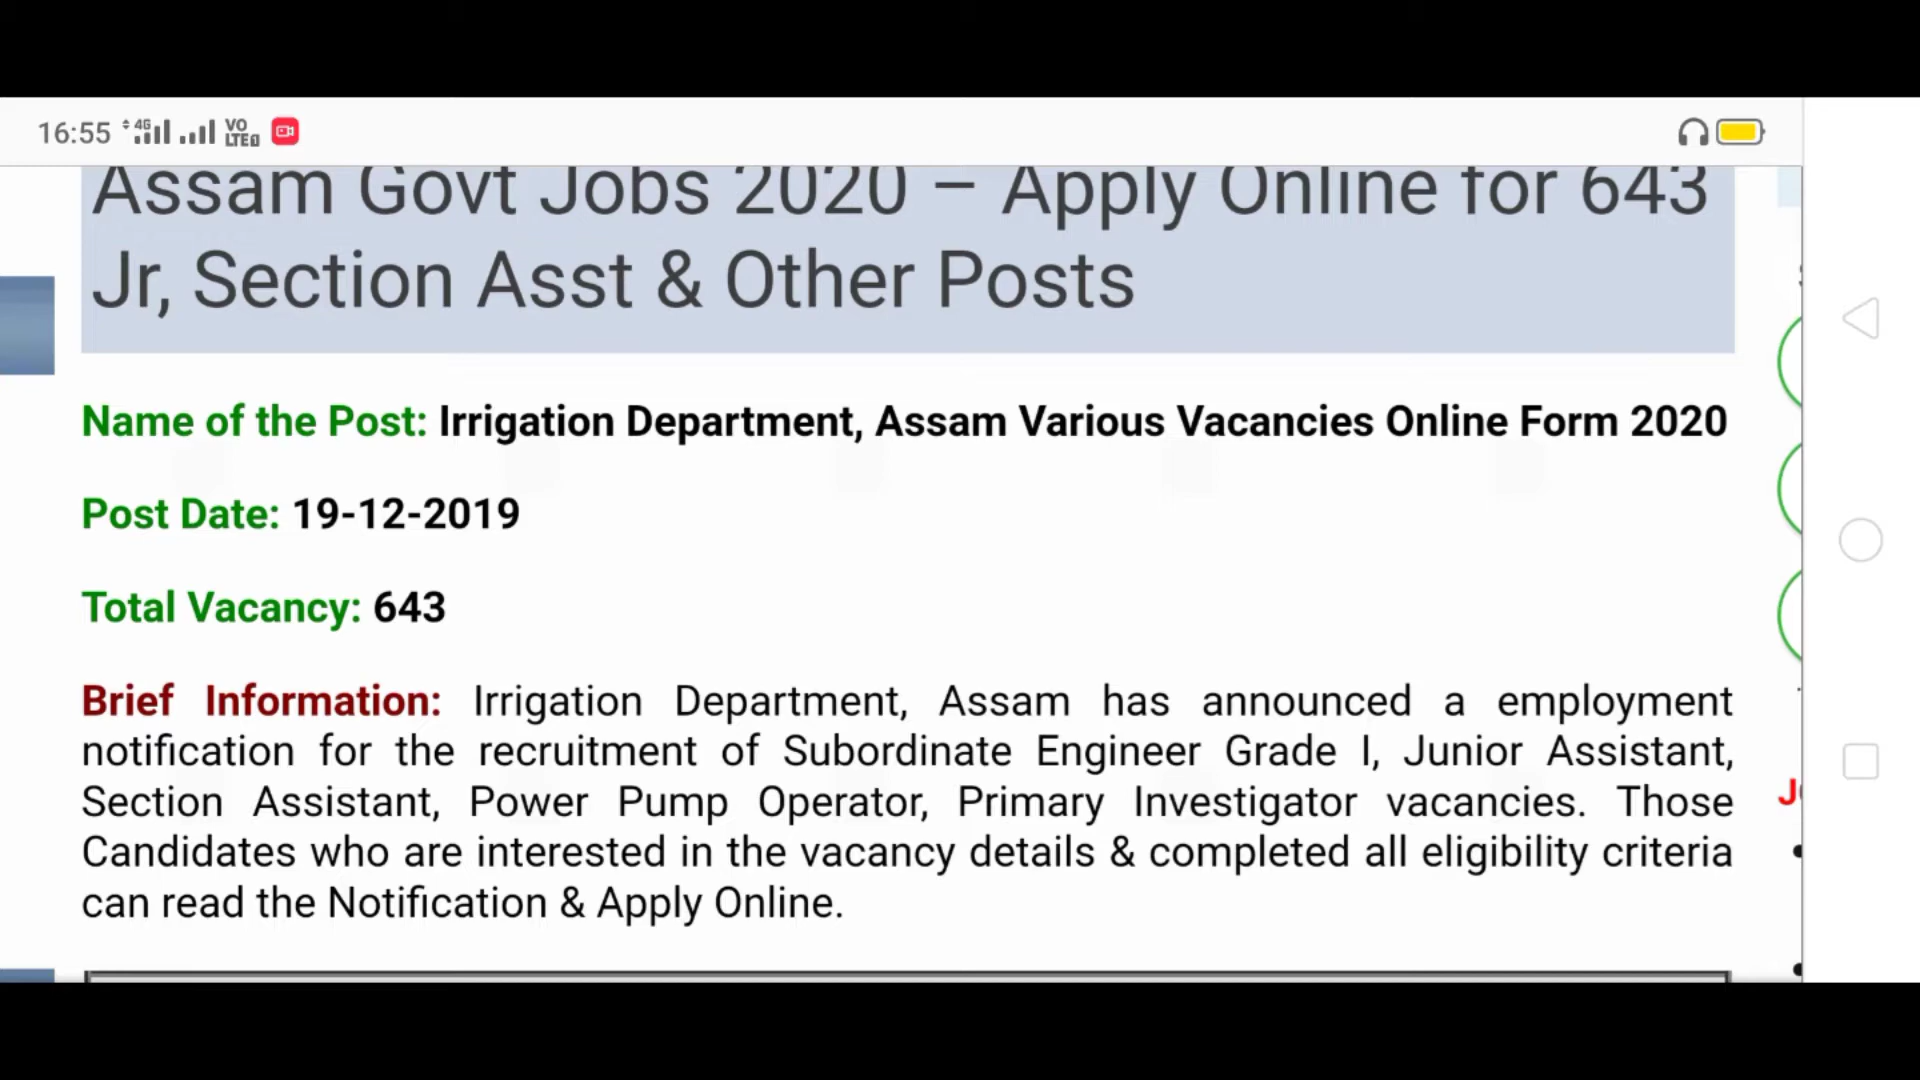 16:55 4G VO LTE
Assam Govt Jobs 2020 – Apply Online for 643
Jr, Section Asst & Other Posts
Name of the Post: Irrigation Department, Assam Various Vacancies Online Form 2020
Post Date: 19-12-2019
Total Vacancy: 643
Brief Information: Irrigation Department, Assam has announced a employment
notification for the recruitment of Subordinate Engineer Grade I, Junior Assistant,
Section Assistant, Power Pump Operator, Primary Investigator vacancies. Those
Candidates who are interested in the vacancy details & completed all eligibility criteria
can read the Notification & Apply Online.